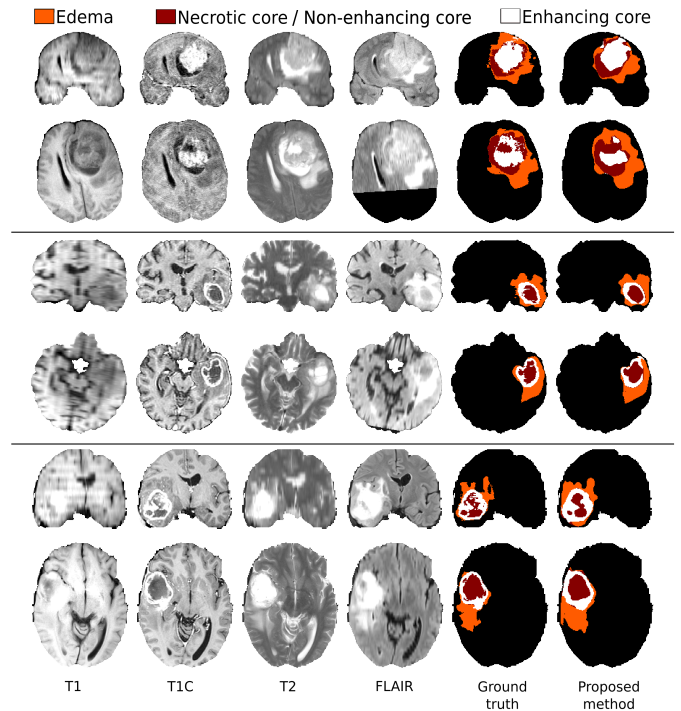 Edema Necrotic core / Non-enhancing core Enhancing core
T1 T1C T2 FLAIR Ground truth Proposed method